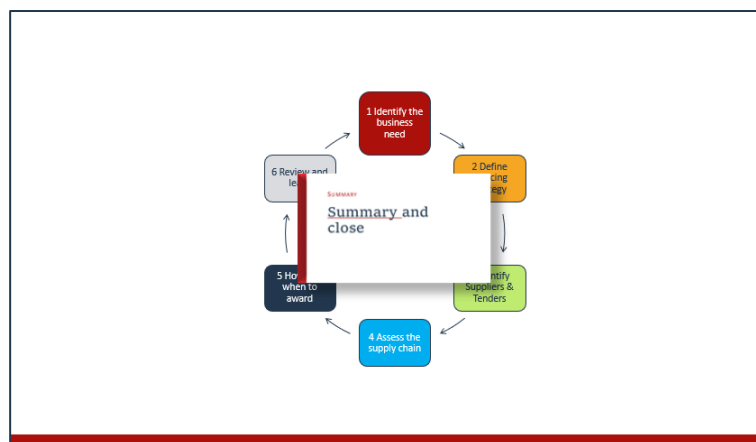 1 Identify the
business
need
2 Define
6 Review and
SUMMARY
Summary and
close
5
when to
award
Suppliers &
Tenders
4 Assess the
supply chain